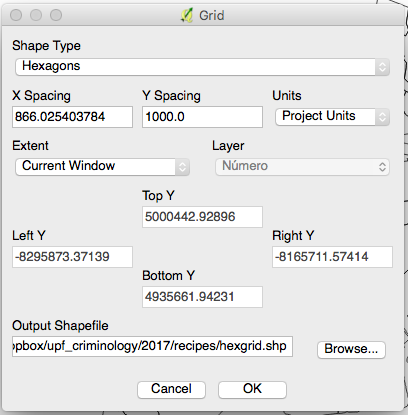 Grid
Shape Type
Hexagons
X Spacing Y Spacing Units
866.025403784 1000.0 Project Units
Extent Layer
Current Window Número
Top Y
5000442.92896
Left Y Right Y
-8295873.37139 -8165711.57414
Bottom Y
4935661.94231
Output Shapefile
opbox/upf_criminology/2017/recipes/hexgrid.shp Browse...
Cancel OK